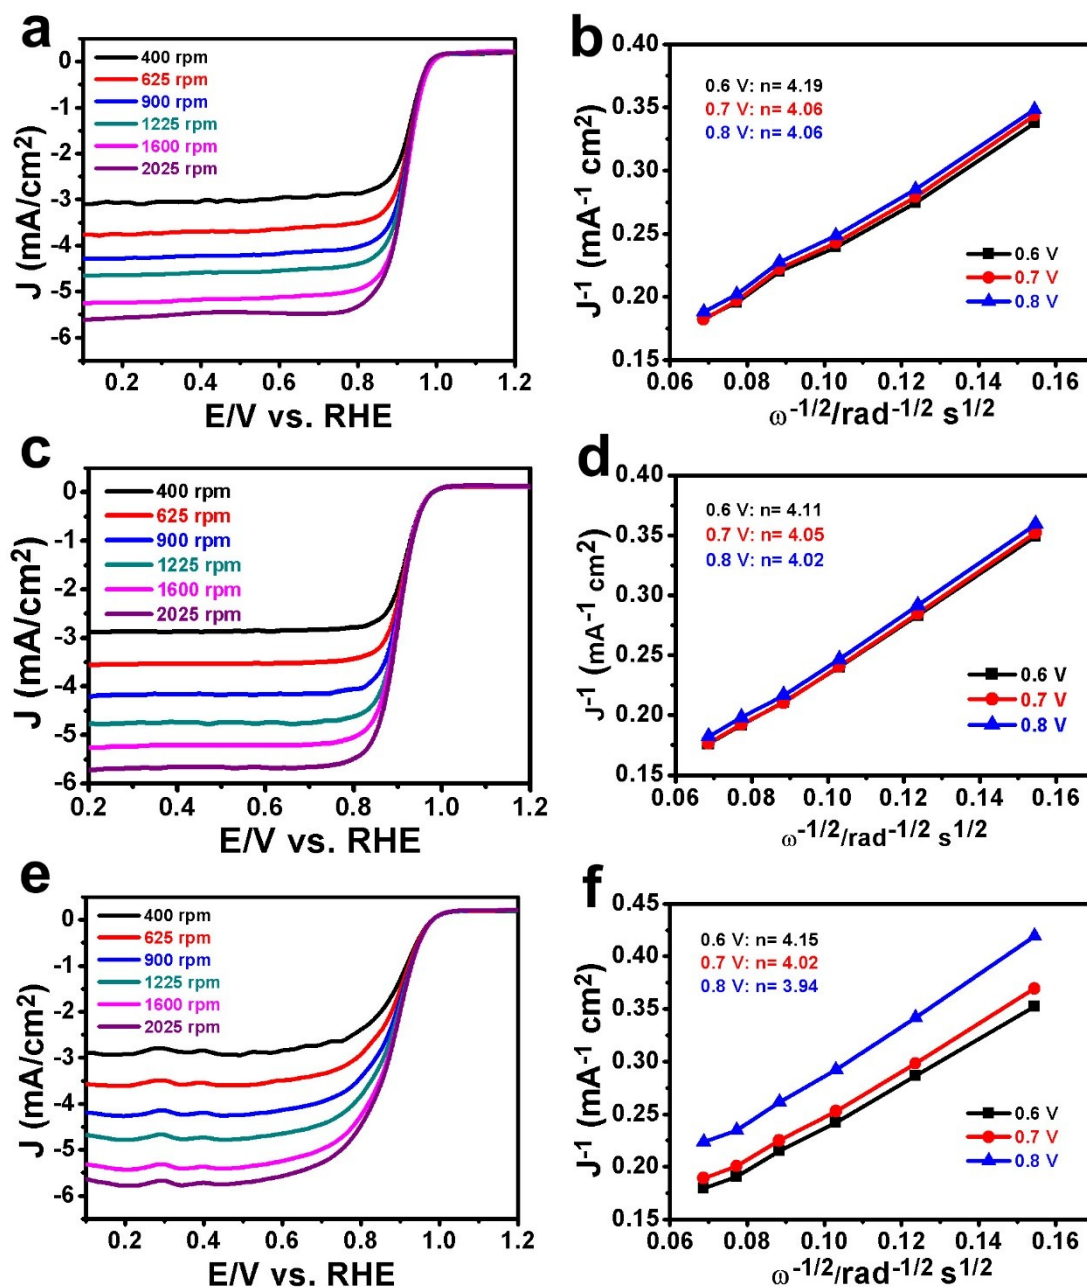 a
400 rpm
625 rpm
900 rpm
1225 rpm
1600 rpm
2025 rpm
0
-1
-2
-3
-4
-5
-6
J (mA/cm²)
0.2 0.4 0.6 0.8 1.0 1.2
E/V vs. RHE
b
0.40
0.35
0.30
0.25
0.20
0.15
J⁻¹ (mA⁻¹ cm²)
0.6 V: n= 4.19
0.7 V: n= 4.06
0.8 V: n= 4.06
0.6 V
0.7 V
0.8 V
0.06 0.08 0.10 0.12 0.14 0.16
ω⁻¹/²/rad⁻¹/² s¹/²
c
400 rpm
625 rpm
900 rpm
1225 rpm
1600 rpm
2025 rpm
0
-1
-2
-3
-4
-5
-6
J (mA/cm²)
0.2 0.4 0.6 0.8 1.0 1.2
E/V vs. RHE
d
0.40
0.35
0.30
0.25
0.20
0.15
J⁻¹ (mA⁻¹ cm²)
0.6 V: n= 4.11
0.7 V: n= 4.05
0.8 V: n= 4.02
0.6 V
0.7 V
0.8 V
0.06 0.08 0.10 0.12 0.14 0.16
ω⁻¹/²/rad⁻¹/² s¹/²
e
400 rpm
625 rpm
900 rpm
1225 rpm
1600 rpm
2025 rpm
0
-1
-2
-3
-4
-5
-6
J (mA/cm²)
0.2 0.4 0.6 0.8 1.0 1.2
E/V vs. RHE
f
0.45
0.40
0.35
0.30
0.25
0.20
0.15
J⁻¹ (mA⁻¹ cm²)
0.6 V: n= 4.15
0.7 V: n= 4.02
0.8 V: n= 3.94
0.6 V
0.7 V
0.8 V
0.06 0.08 0.10 0.12 0.14 0.16
ω⁻¹/²/rad⁻¹/² s¹/²